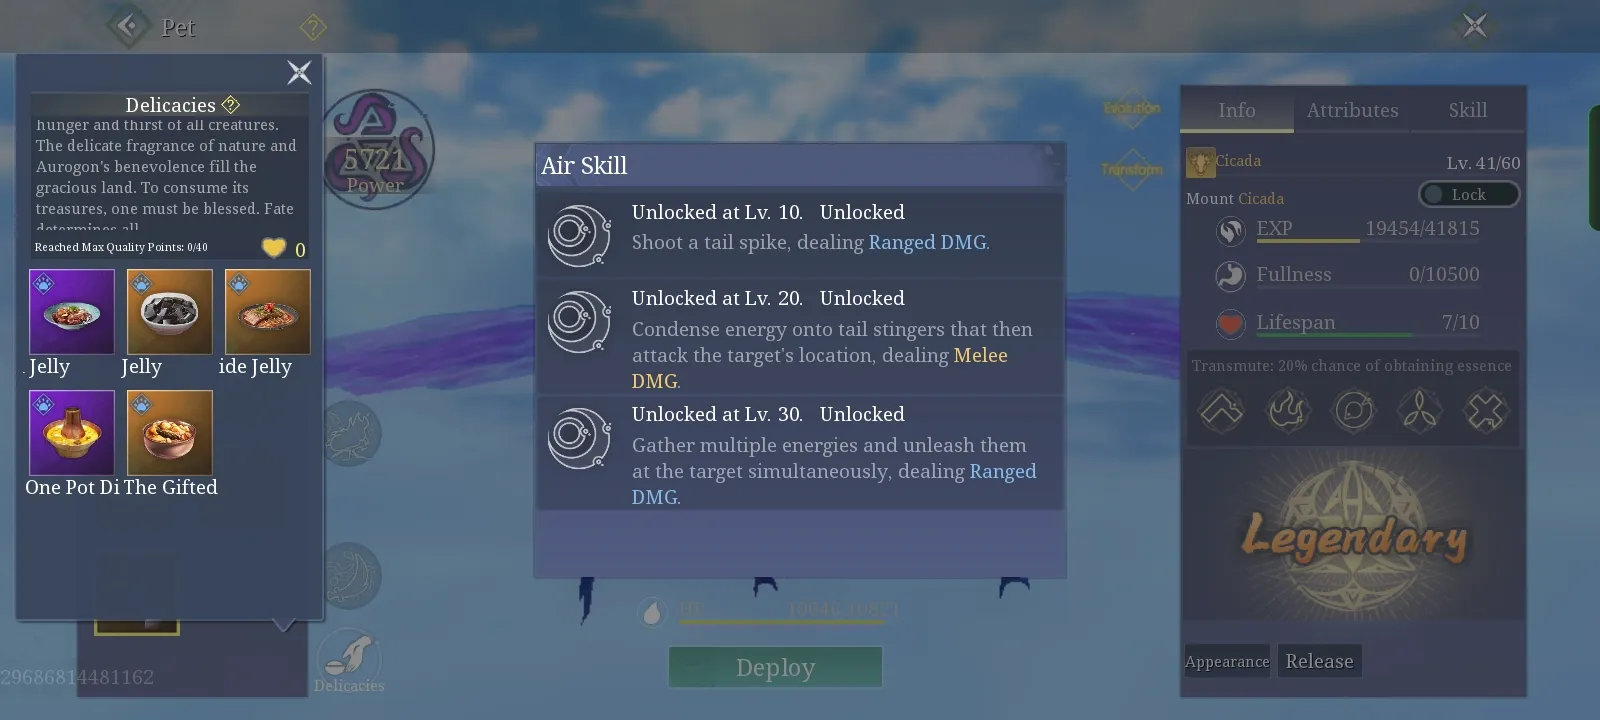 Pet
Delicacies
hunger and thirst of all creatures.
The delicate fragrance of nature and
Aurogon's benevolence fill the
gracious land. To consume its
treasures, one must be blessed. Fate
determines all
Reached Max Quality Points: 0/40
0
. Jelly
Jelly
ide Jelly
One Pot Di
The Gifted
5721
Power
Delicacies
29686814481162
Air Skill
Unlocked at Lv. 10. Unlocked
Shoot a tail spike, dealing Ranged DMG.
Unlocked at Lv. 20. Unlocked
Condense energy onto tail stingers that then
attack the target's location, dealing Melee
DMG.
Unlocked at Lv. 30. Unlocked
Gather multiple energies and unleash them
at the target simultaneously, dealing Ranged
DMG.
HP
Deploy
Evolution
Transform
Info
Attributes
Skill
Cicada
Lv. 41/60
Mount Cicada
Lock
EXP 19454/41815
Fullness 0/10500
Lifespan 7/10
Transmute: 20% chance of obtaining essence
Legendary
Appearance
Release